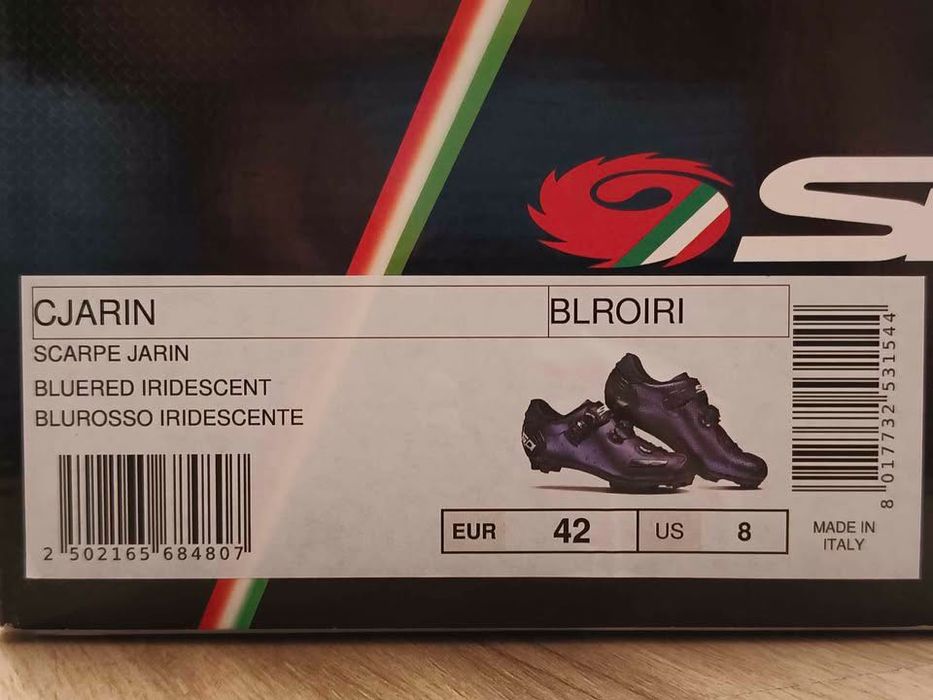 CJARIN
BLROIRI
SCARPE JARIN
BLUERED IRIDESCENT
BLUROSSO IRIDESCENTE
2 502165 684807
EUR 42 US 8
MADE IN
ITALY
8 017732 531544